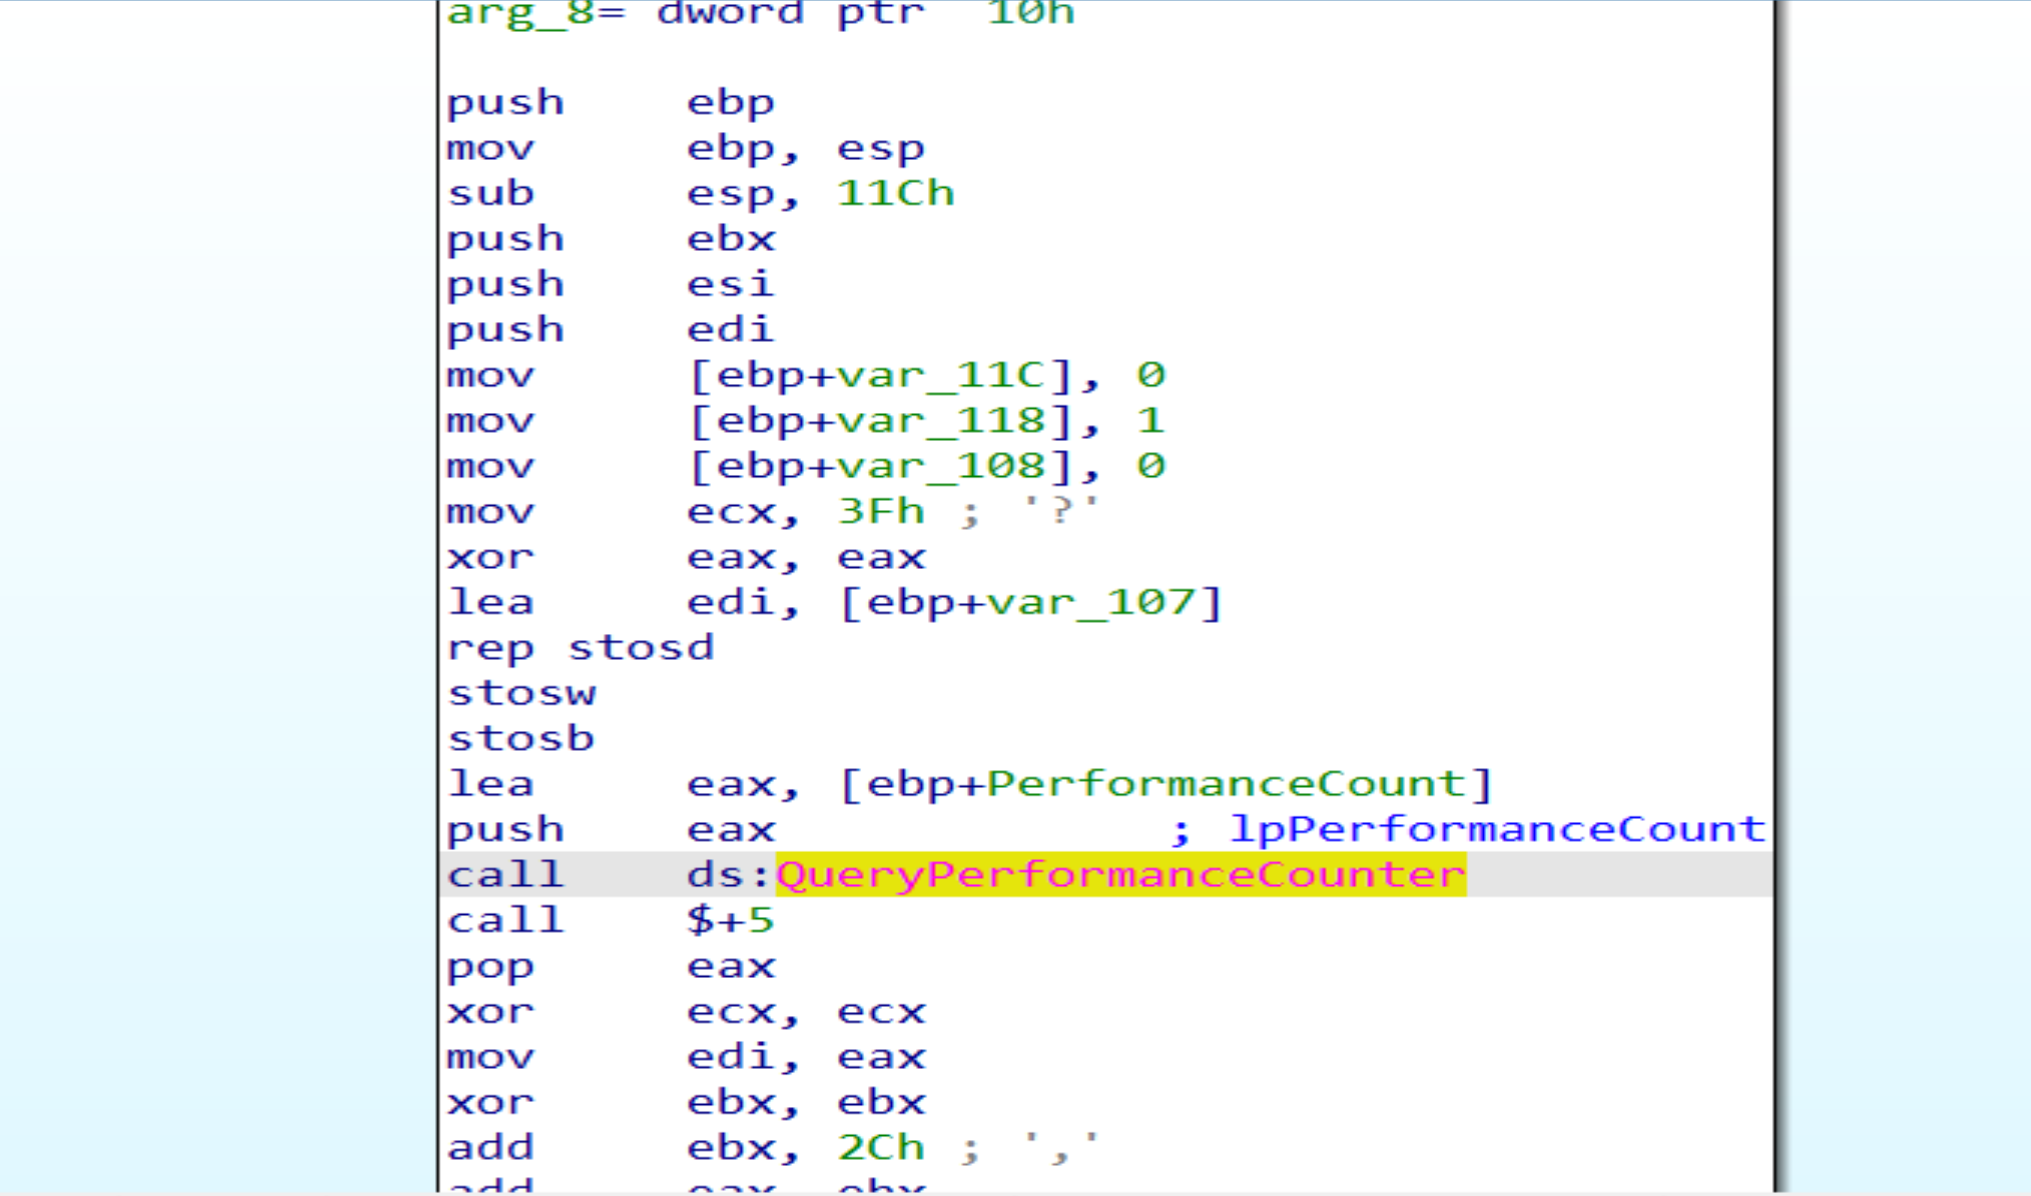 arg_8= dword ptr  10h
push ebp
mov ebp, esp
sub esp, 11Ch
push ebx
push esi
push edi
mov [ebp+var_11C], 0
mov [ebp+var_118], 1
mov [ebp+var_108], 0
mov ecx, 3Fh ; '?'
xor eax, eax
lea edi, [ebp+var_107]
rep stosd
stosw
stosb
lea eax, [ebp+PerformanceCount]
push eax ; lpPerformanceCount
call ds:QueryPerformanceCounter
call $+5
pop eax
xor ecx, ecx
mov edi, eax
xor ebx, ebx
add ebx, 2Ch ; ','
add eax, ebx